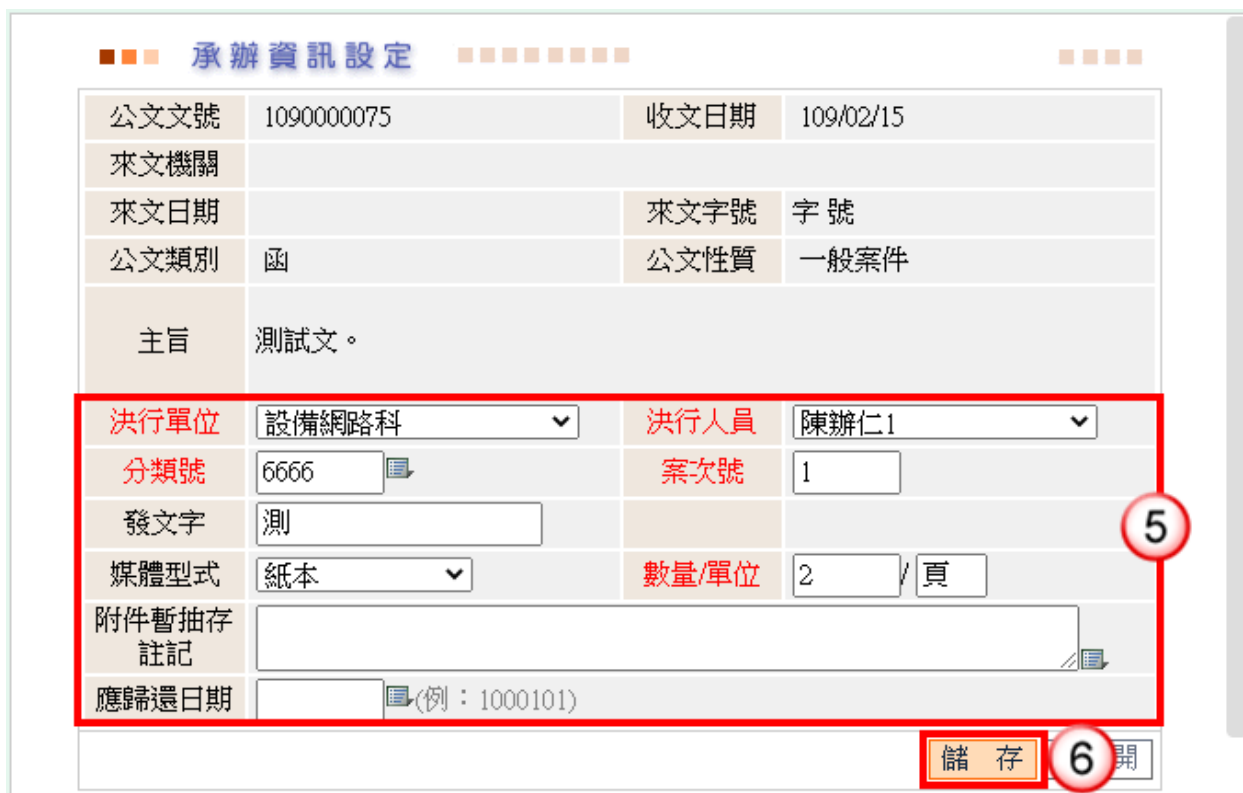 承辦資訊設定
公文文號 1090000075 收文日期 109/02/15
來文機關
來文日期 來文字號 字 號
公文類別 函 公文性質 一般案件
主旨 測試文。
決行單位 設備網路科 決行人員 陳辦仁1
分類號 6666 案次號 1
發文字 測
5
媒體型式 紙本 數量/單位 2 / 頁
附件暫抽存
註記
應歸還日期 (例：1000101)
儲 存 6 開